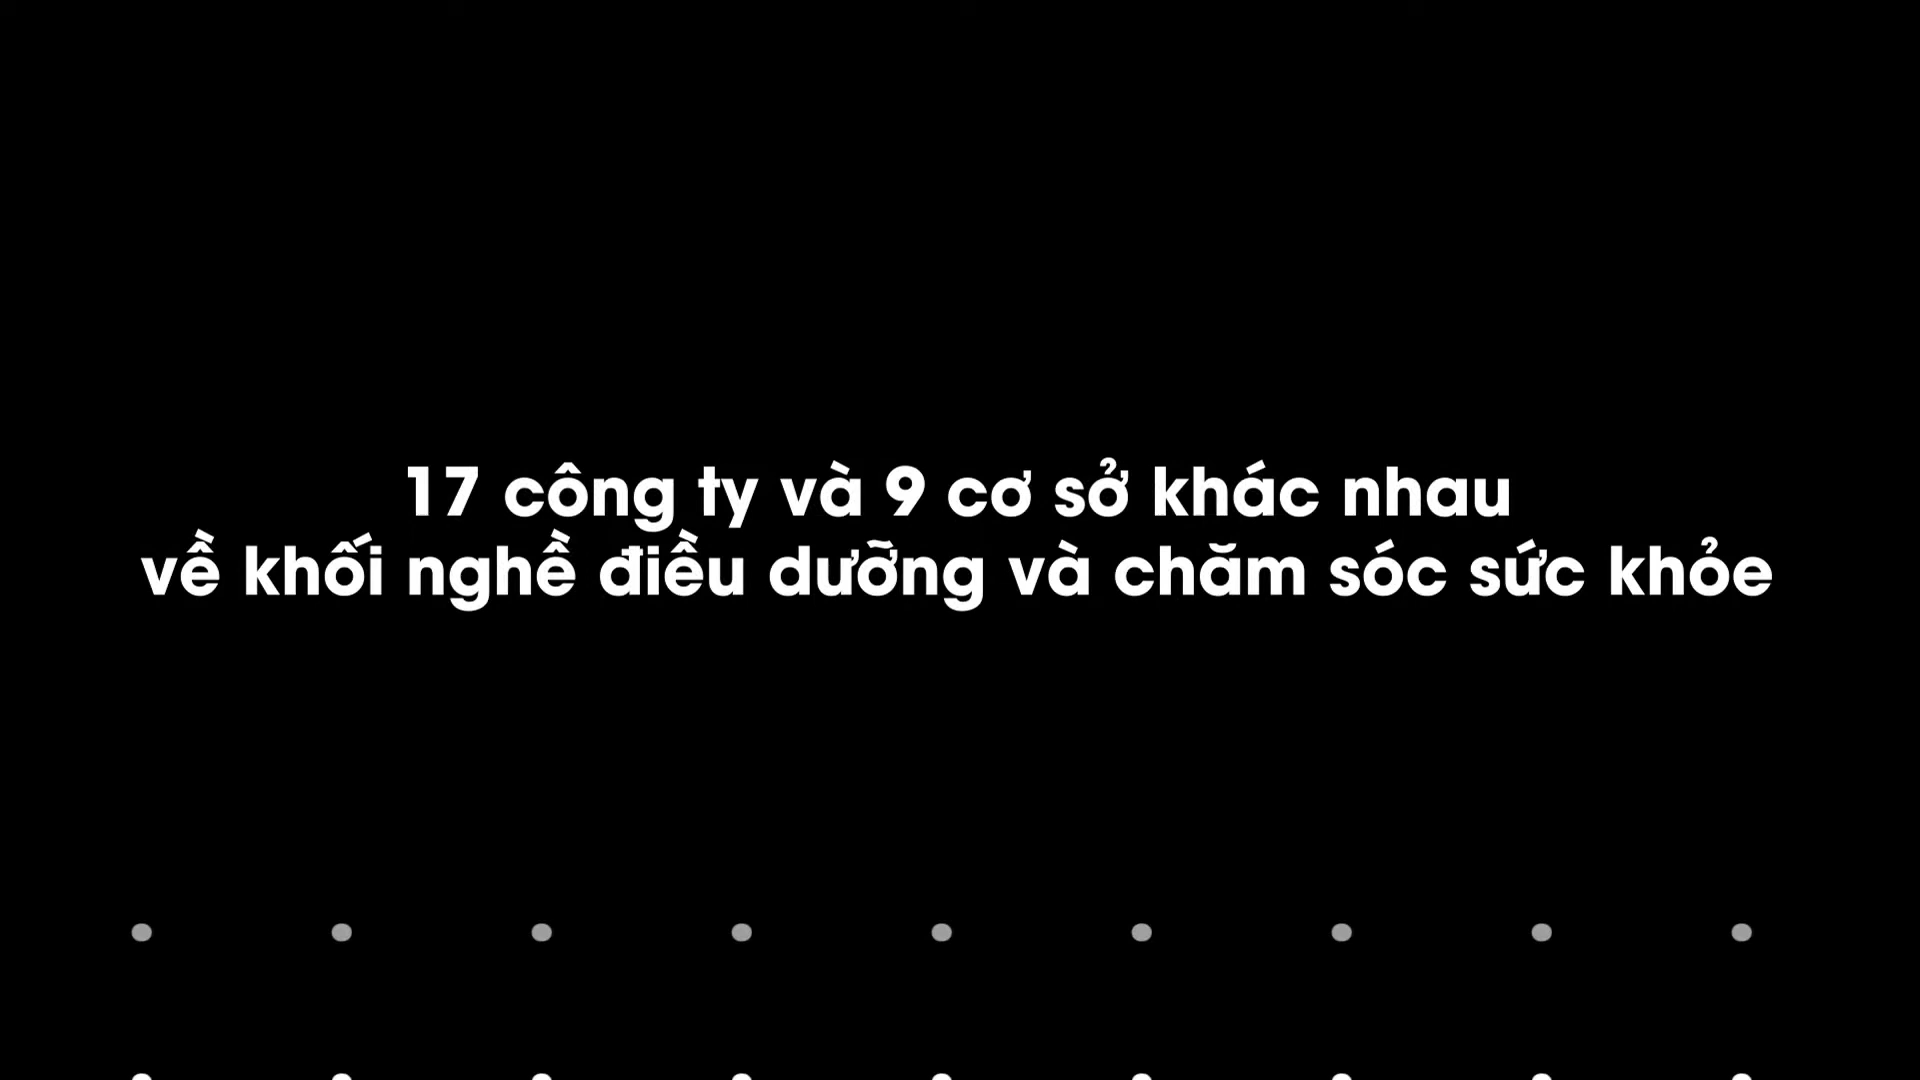 17 công ty và 9 cơ sở khác nhau
về khối nghề điều dưỡng và chăm sóc sức khỏe